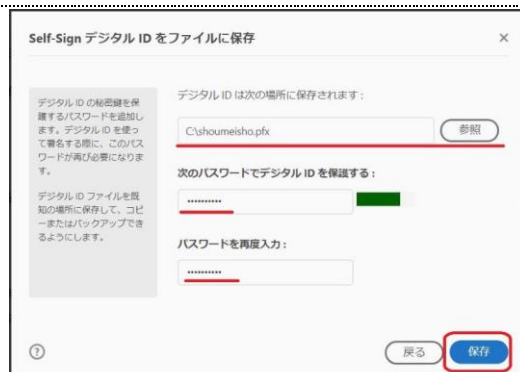 Self-Sign デジタル ID をファイルに保存
×
デジタル ID の秘密鍵を保
護するパスワードを追加し
ます。デジタル ID を使っ
て署名する際に、このパス
ワードが再び必要になりま
す。
デジタル ID ファイルを既
知の場所に保存して、コピ
ーまたはバックアップでき
るようにします。
デジタル ID は次の場所に保存されます :
C:\shoumeisho.pfx
参照
次のパスワードでデジタル ID を保護する :
••••••••••
パスワードを再度入力 :
••••••••••
?
戻る
保存